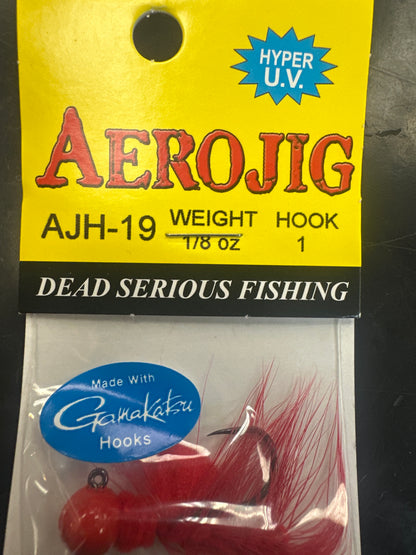 HYPER
U.V.
AEROJIG
AJH-19 WEIGHT HOOK
1/8 oz 1
DEAD SERIOUS FISHING
Made With
Gamakatsu
Hooks